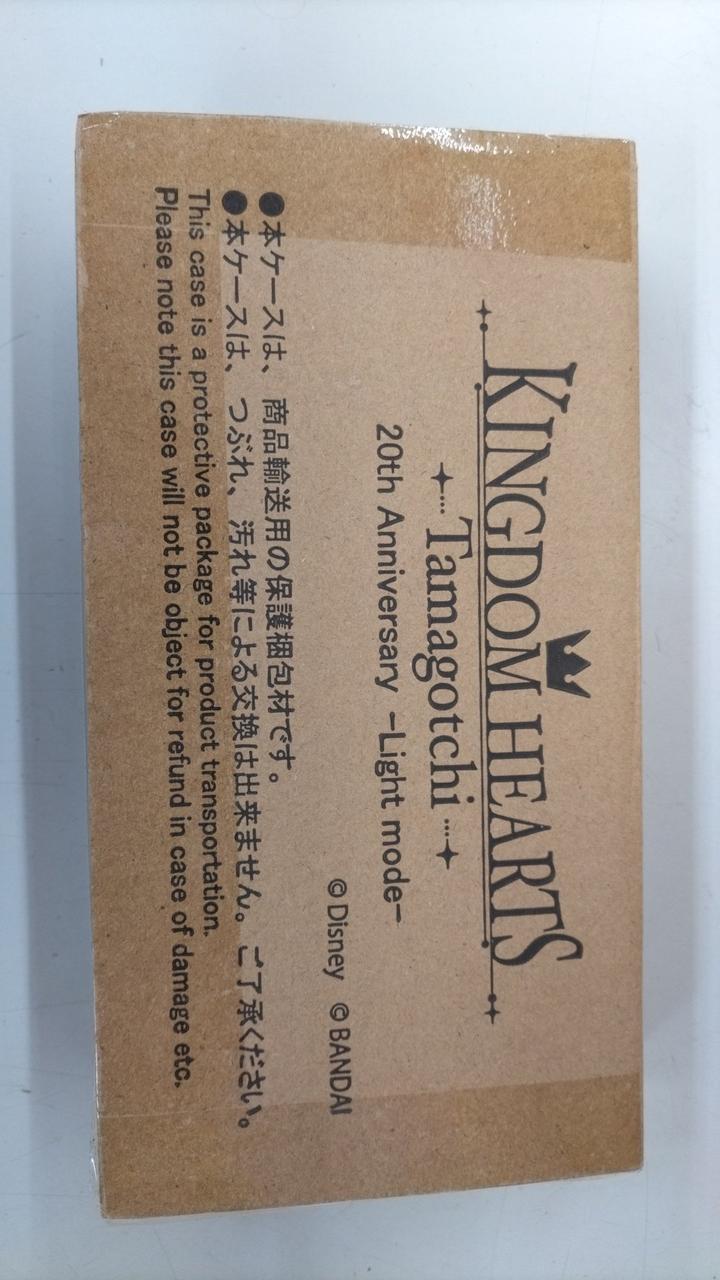 KINGDOM HEARTS
Tamagotchi
20th Anniversary -Light mode-
©Disney ©BANDAI
●本ケースは、商品輸送用の保護梱包材です。
●本ケースは、つぶれ、汚れ等による交換は出来ません。ご了承ください。
This case is a protective package for product transportation.
Please note this case will not be object for refund in case of damage etc.